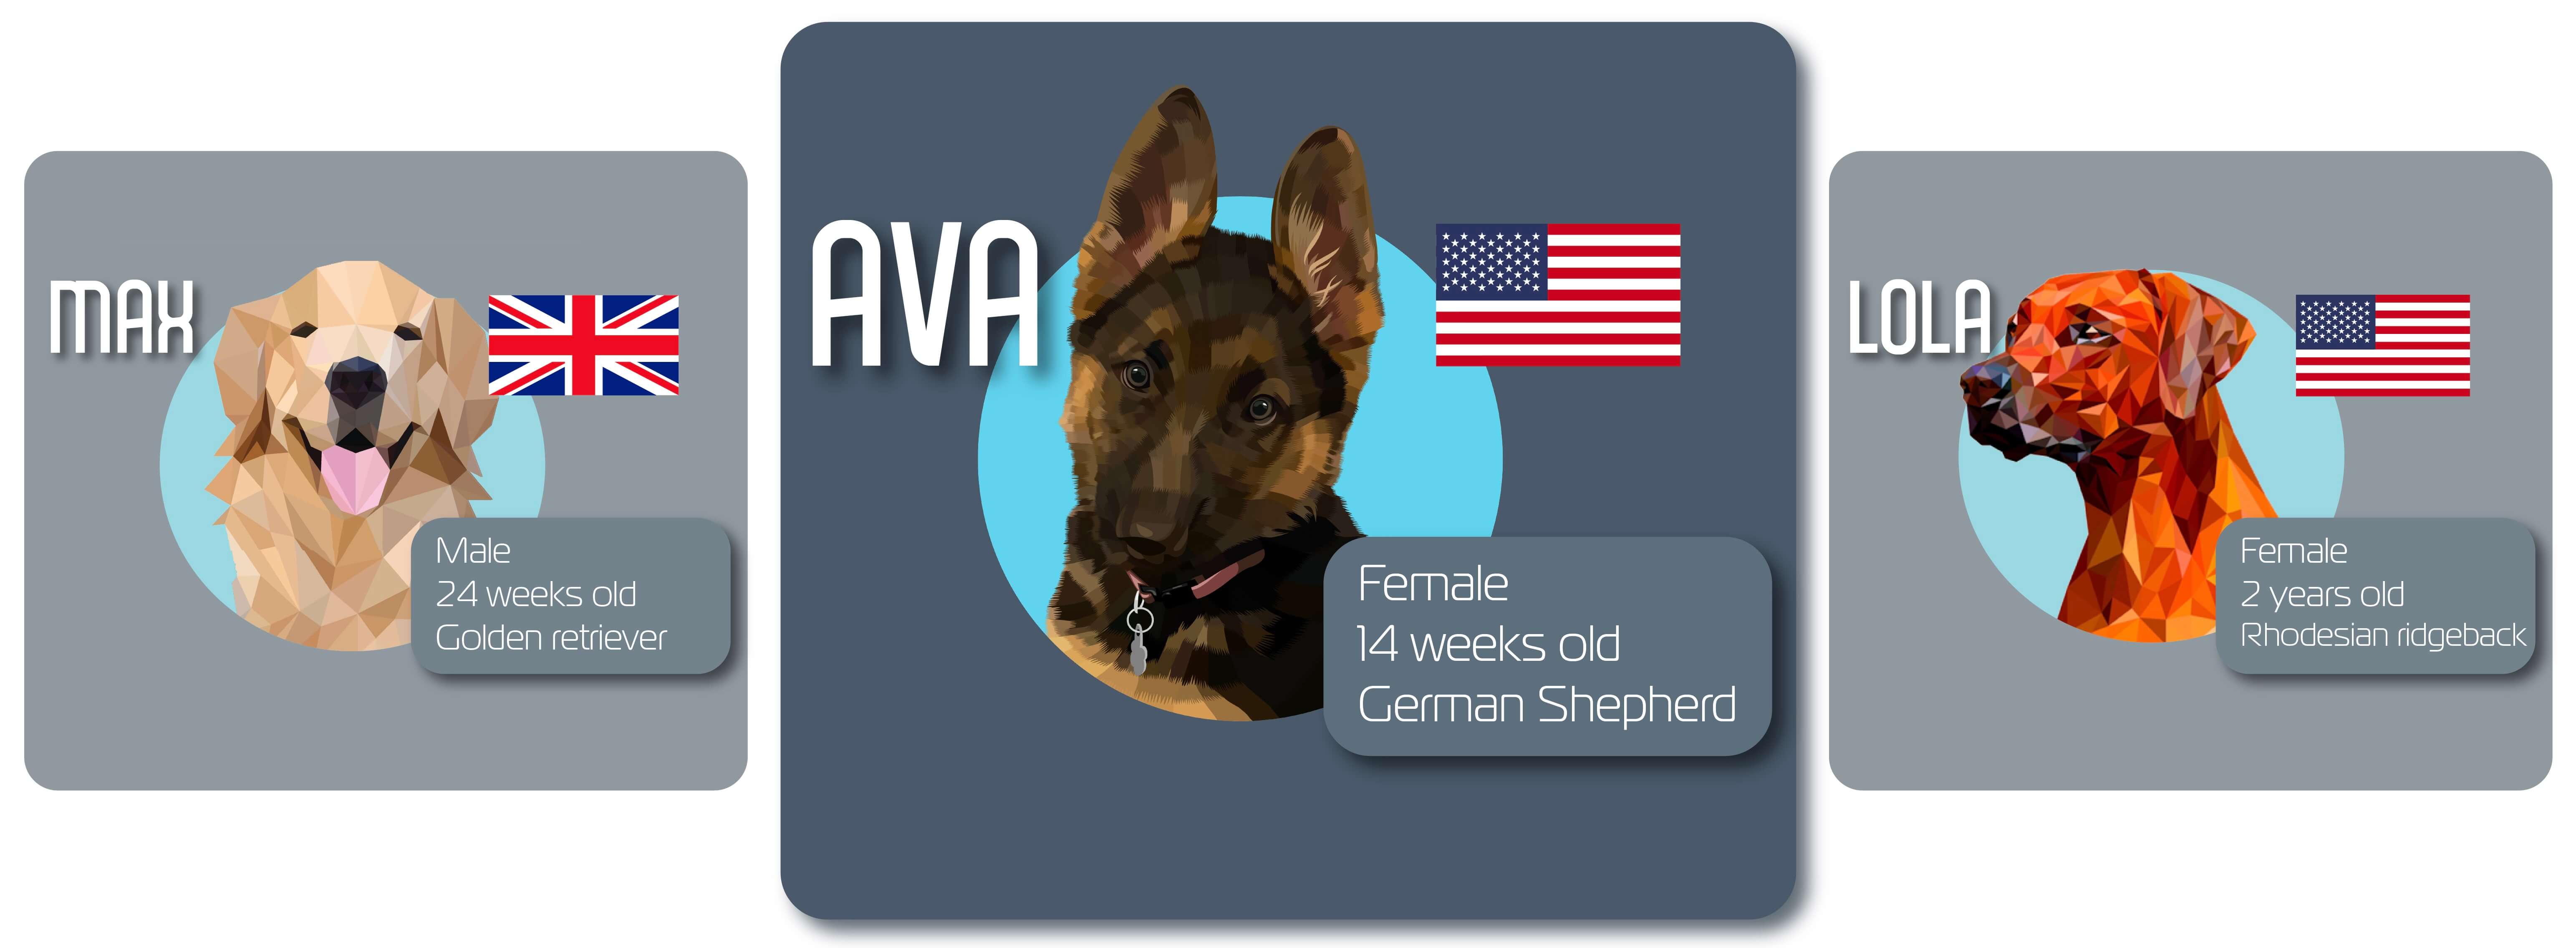 MAX
Male
24 weeks old
Golden retriever
AVA
Female
14 weeks old
German Shepherd
LOLA
Female
2 years old
Rhodesian ridgeback